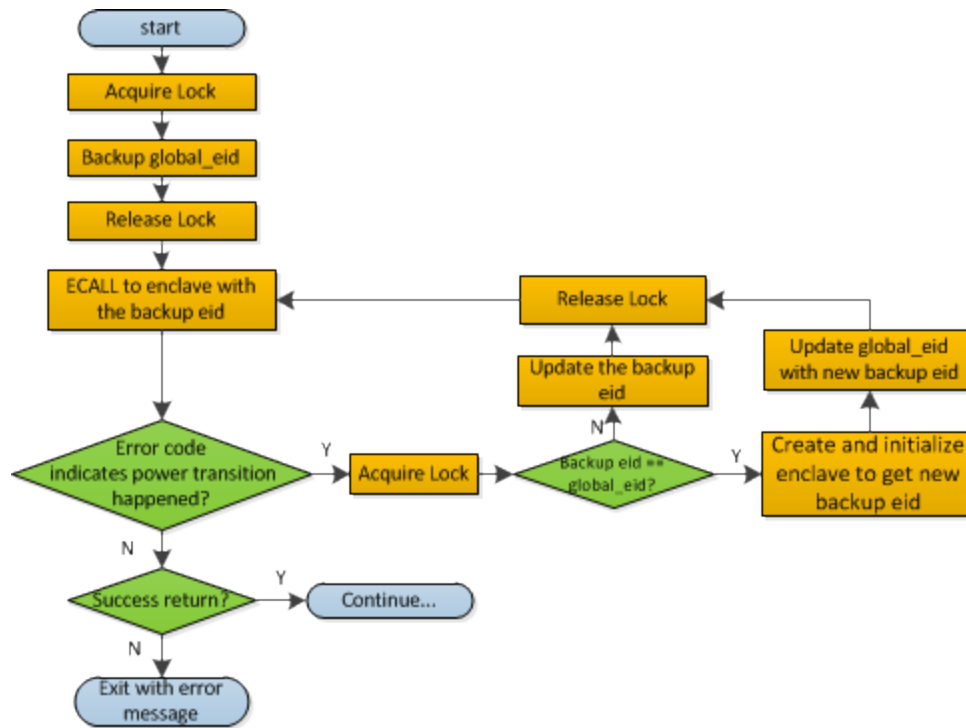 start
Acquire Lock
Backup global_eid
Release Lock
ECALL to enclave with
the backup eid
Release Lock
Update the backup
eid
Update global_eid
with new backup eid
Error code
indicates power transition
happened?
Y
Acquire Lock
N
Backup eid ==
global_eid?
Y
Create and initialize
enclave to get new
backup eid
N
Success return?
Y
Continue...
N
Exit with error
message